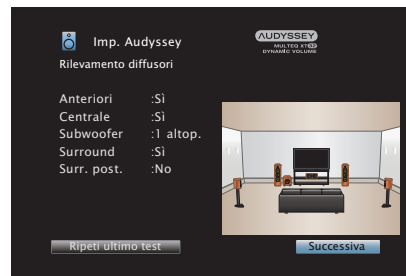 Imp. Audyssey
AUDYSSEY
MULTEQ XT32
DYNAMIC VOLUME
Rilevamento diffusori
Anteriori :Sì
Centrale :Sì
Subwoofer :1 altop.
Surround :Sì
Surr. post. :No
Ripeti ultimo test
Successiva